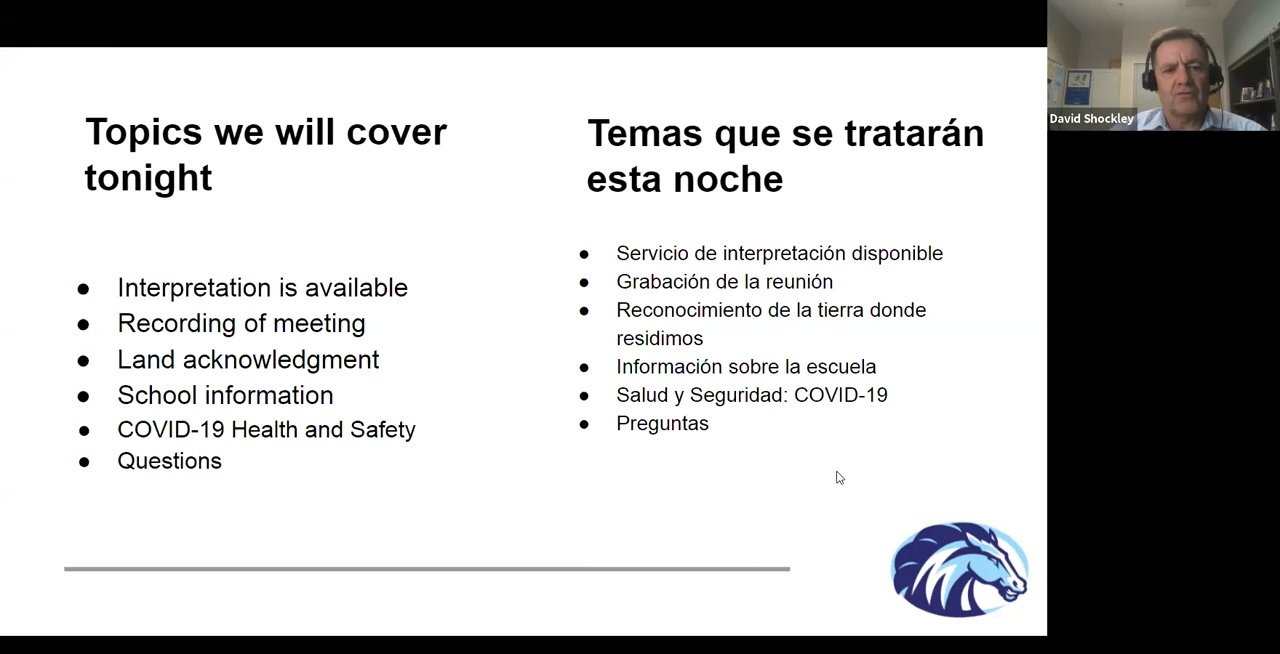 Topics we will cover
tonight
Interpretation is available
Recording of meeting
Land acknowledgment
School information
COVID-19 Health and Safety
Questions
Temas que se tratarán
esta noche
Servicio de interpretación disponible
Grabación de la reunión
Reconocimiento de la tierra donde
residimos
Información sobre la escuela
Salud y Seguridad: COVID-19
Preguntas
David Shockley